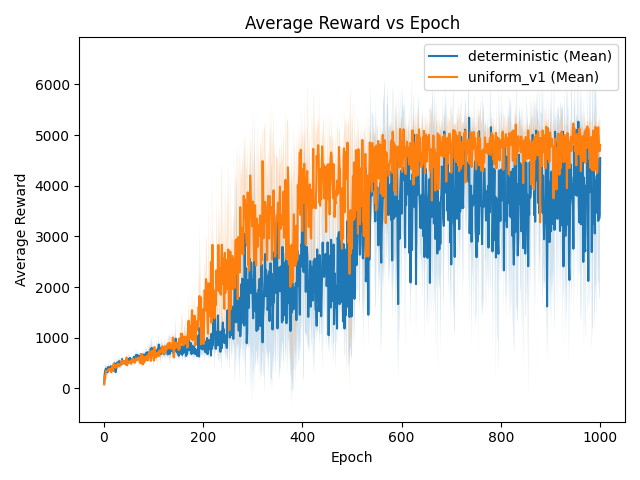 Average Reward vs Epoch
deterministic (Mean)
uniform_v1 (Mean)
Average Reward
6000
5000
4000
3000
2000
1000
0
0 200 400 600 800 1000
Epoch